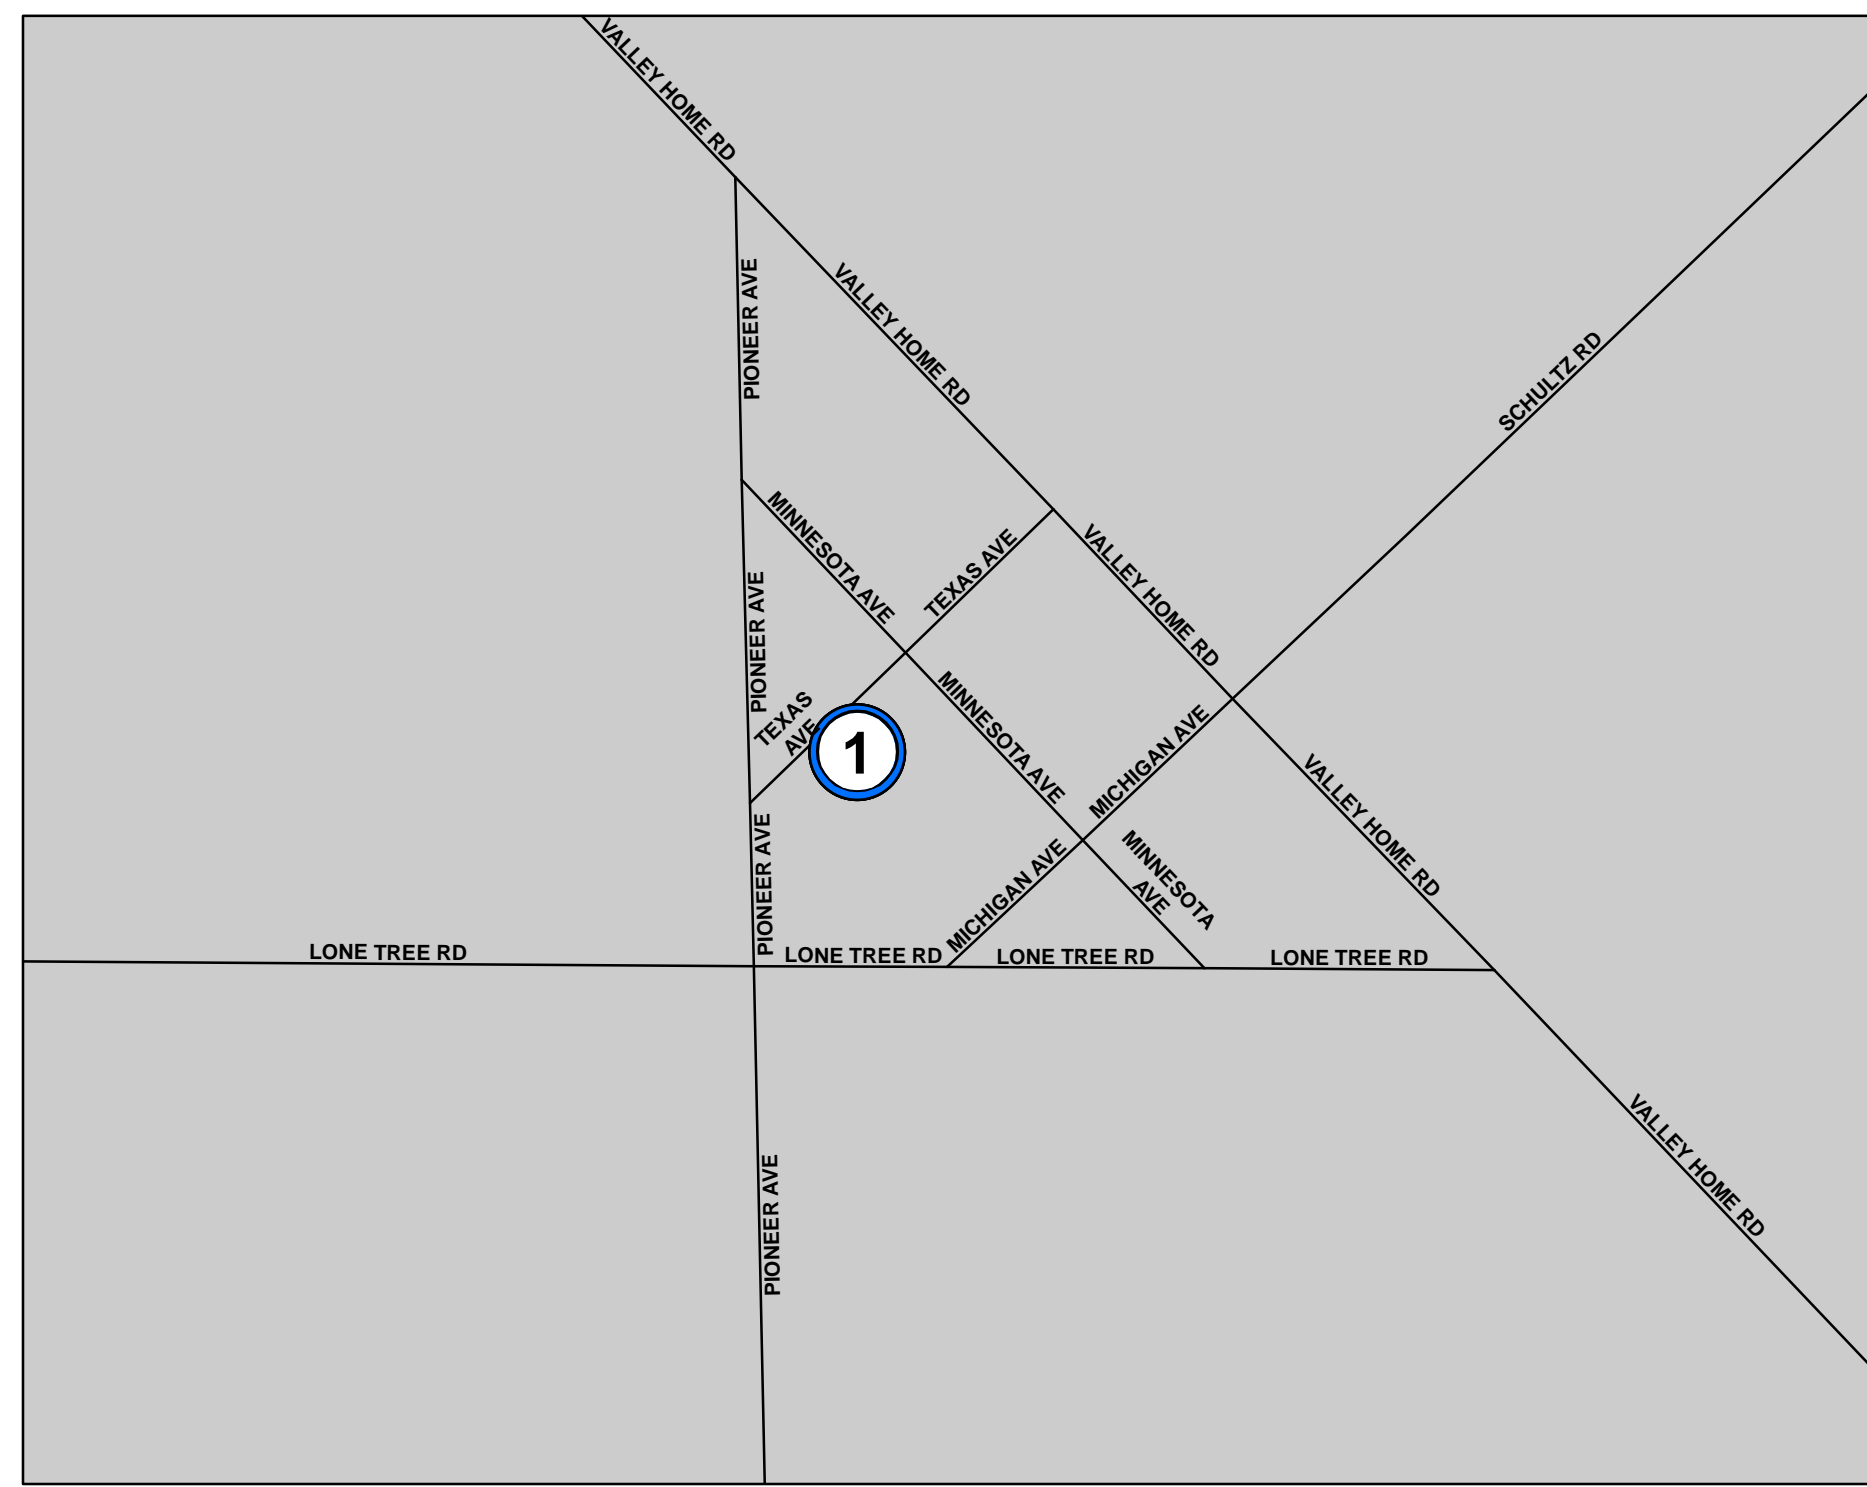 VALLEY HOME RD
PIONEER AVE
VALLEY HOME RD
SCHULTZ RD
MINNESOTA AVE
TEXAS AVE
VALLEY HOME RD
PIONEER AVE
TEXAS
AVE
1
MINNESOTA AVE
MICHIGAN AVE
VALLEY HOME RD
PIONEER AVE
MICHIGAN AVE
MINNESOTA
AVE
LONE TREE RD
LONE TREE RD
LONE TREE RD
LONE TREE RD
PIONEER AVE
VALLEY HOME RD